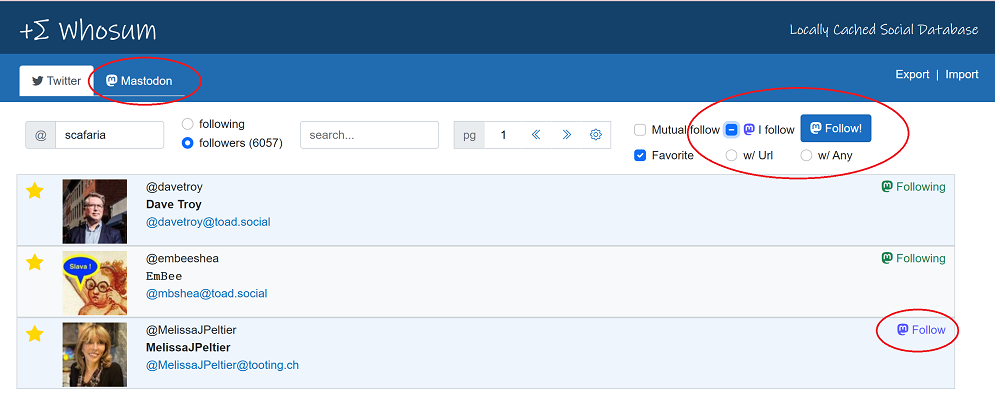 +Σ Whosum
Locally Cached Social Database
Twitter Mastodon
Export | Import
@ scafaria
following
followers (6057)
search...
pg 1
Mutual follow
I follow
Follow!
Favorite
w/ Url
w/ Any
@davetroy
Following
Dave Troy
@davetroy@toad.social
Slava !
@embeeshea
Following
EmBee
@mbshea@toad.social
@MelissaJPeltier
Follow
MelissaJPeltier
@MelissaJPeltier@tooting.ch